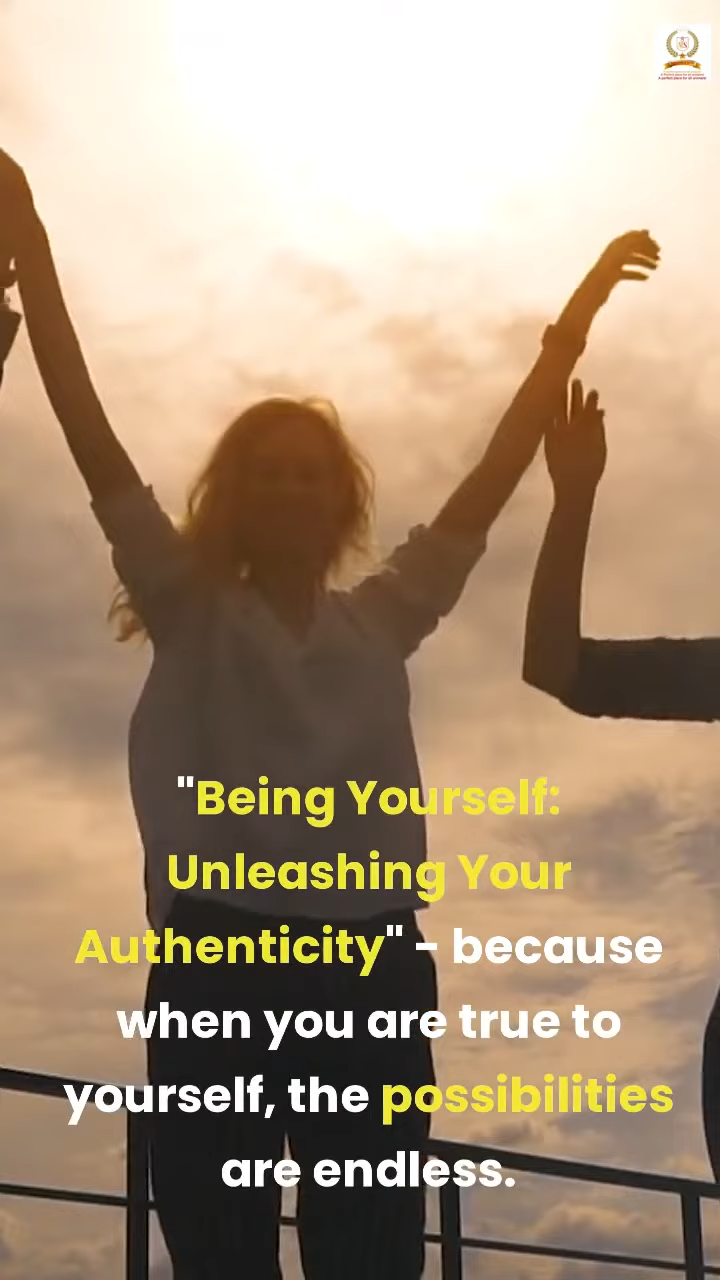 "Being Yourself:
Unleashing Your
Authenticity" - because
when you are true to
yourself, the possibilities
are endless.